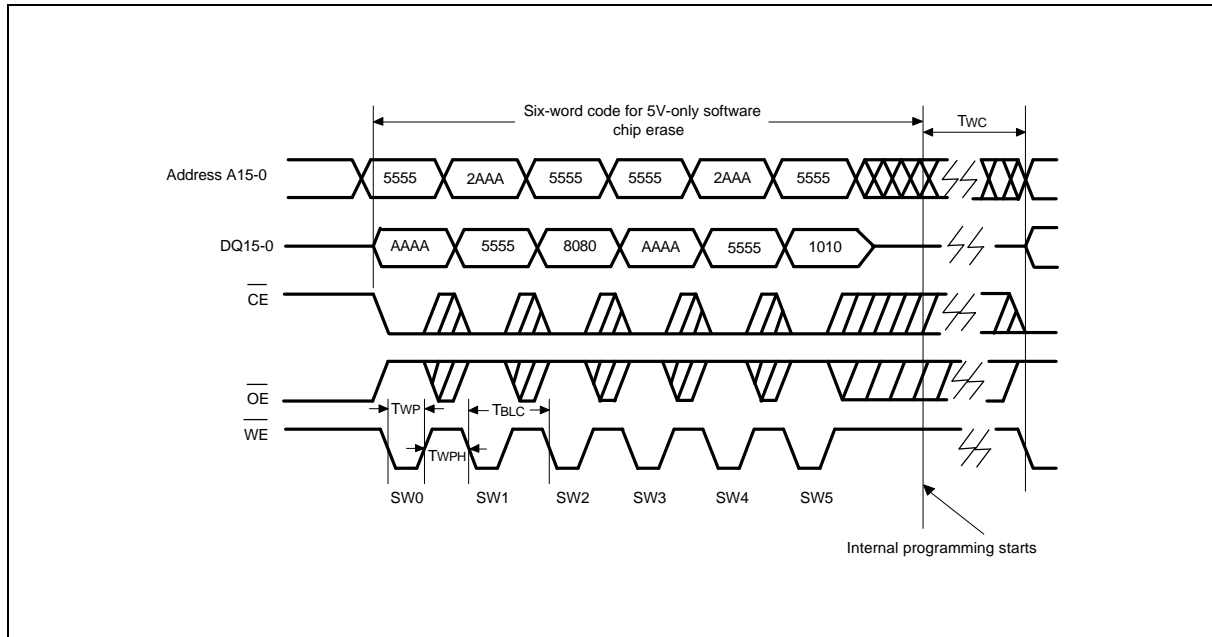 Six-word code for 5V-only software
chip erase
TWC
Address A15-0
5555
2AAA
5555
5555
2AAA
5555
DQ15-0
AAAA
5555
8080
AAAA
5555
1010
CE
OE
TWP
TBLC
WE
TWPH
SW0
SW1
SW2
SW3
SW4
SW5
Internal programming starts